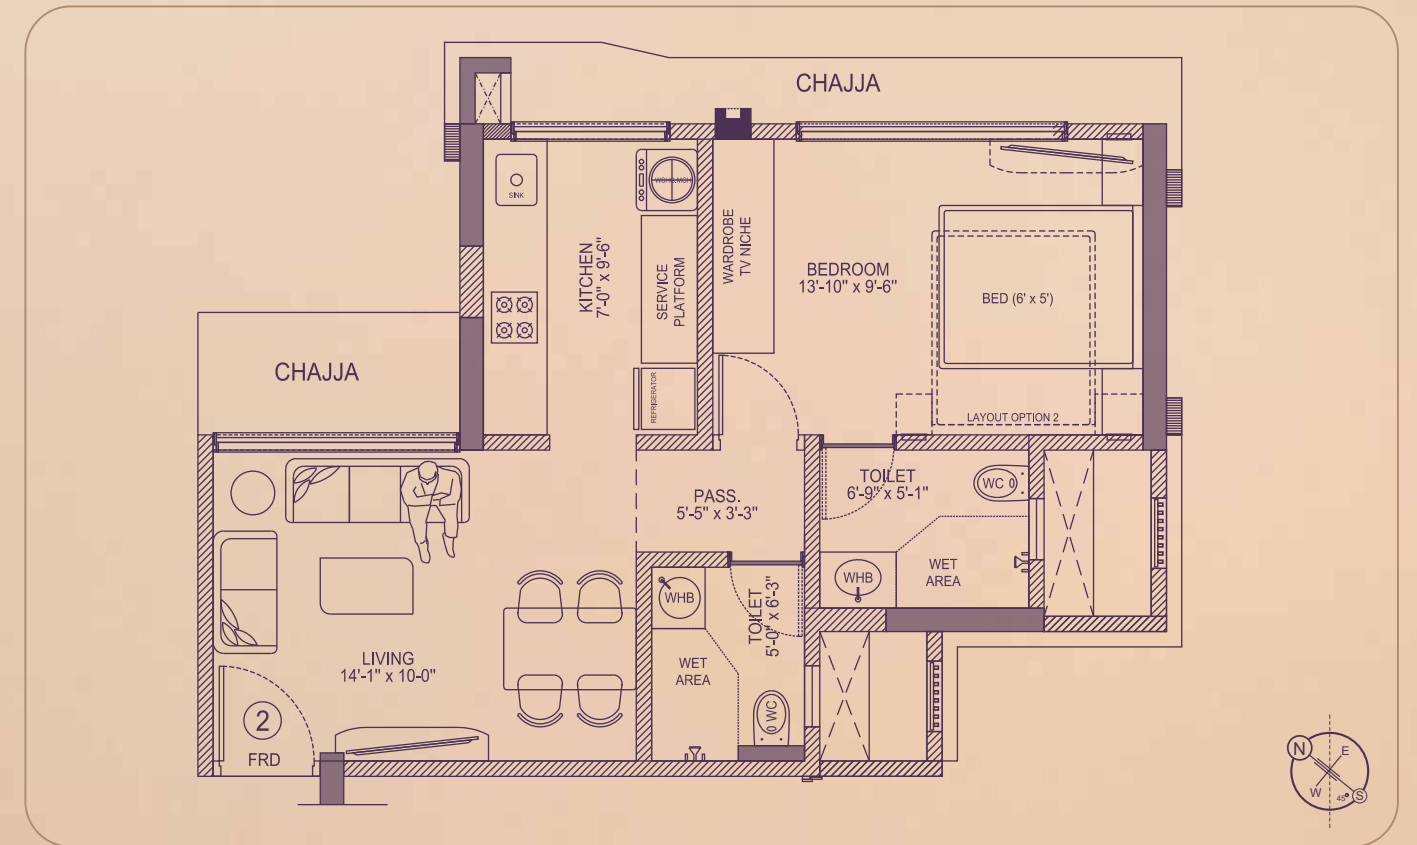 CHAJJA
SINK
WSHG.MCH
KITCHEN
7'-0" x 9'-6"
SERVICE
PLATFORM
REFRIGERATOR
WARDROBE
TV NICHE
BEDROOM
13'-10" x 9'-6"
BED (6' x 5')
LAYOUT OPTION 2
CHAJJA
PASS.
5'-5" x 3'-3"
TOILET
6'-9" x 5'-1"
WC
WHB
WET
AREA
WHB
TOILET
5'-0" x 6'-3"
WET
AREA
WC
LIVING
14'-1" x 10-0"
2
FRD
N
E
W
S
45°